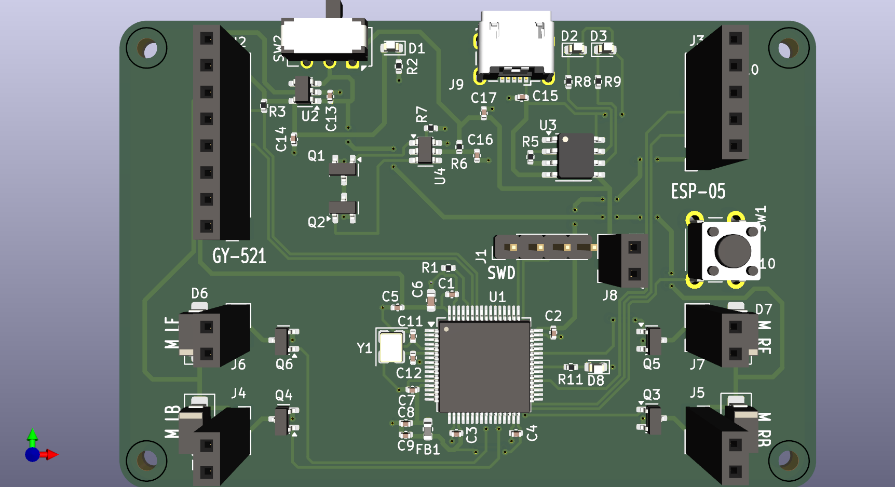 SW2
D1
R2
J9
D2
D3
J3
R3
U2
C13
C14
R7
C17
C15
R8
R9
U3
Q1
U4
R6
C16
R5
ESP-05
Q2
SW1
GY-521
J1
SWD
R1
J8
10
D6
C6
C1
C5
U1
D7
M LF
Y1
C11
C2
M RF
J6
Q6
C12
Q5
J7
R11
D8
J4
Q4
C7
Q3
J5
C8
C9
FB1
C3
C4
M RR